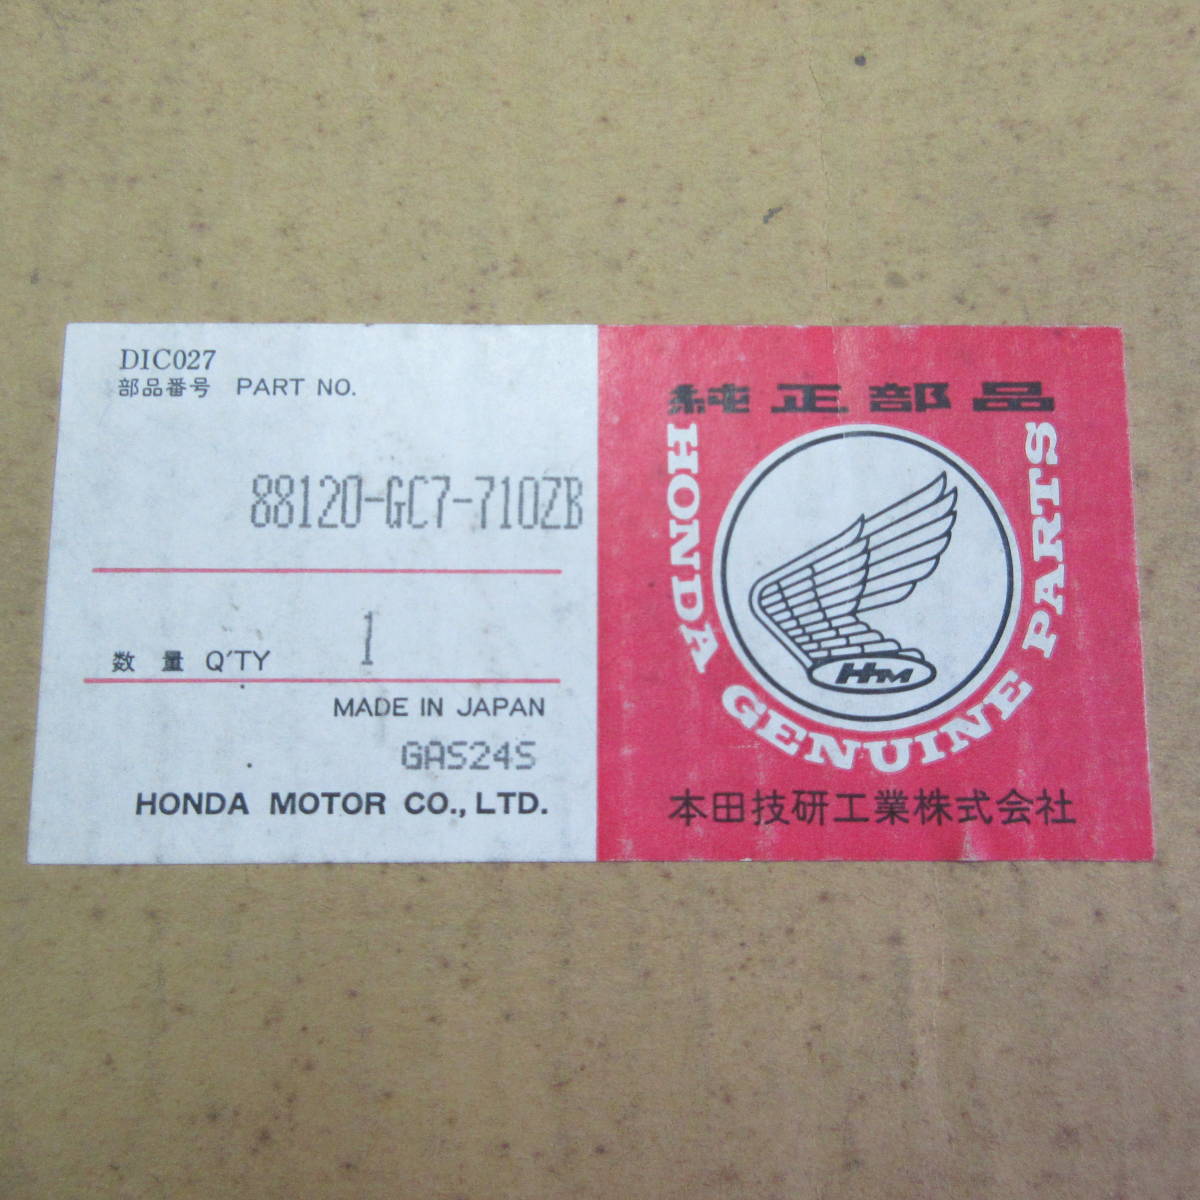 DIC027
部品番号 PART NO.
88120-GC7-710ZB
数量 Q'TY 1
MADE IN JAPAN
GAS24S
HONDA MOTOR CO., LTD.
純正部品
HONDA GENUINE PARTS
HM
本田技研工業株式会社